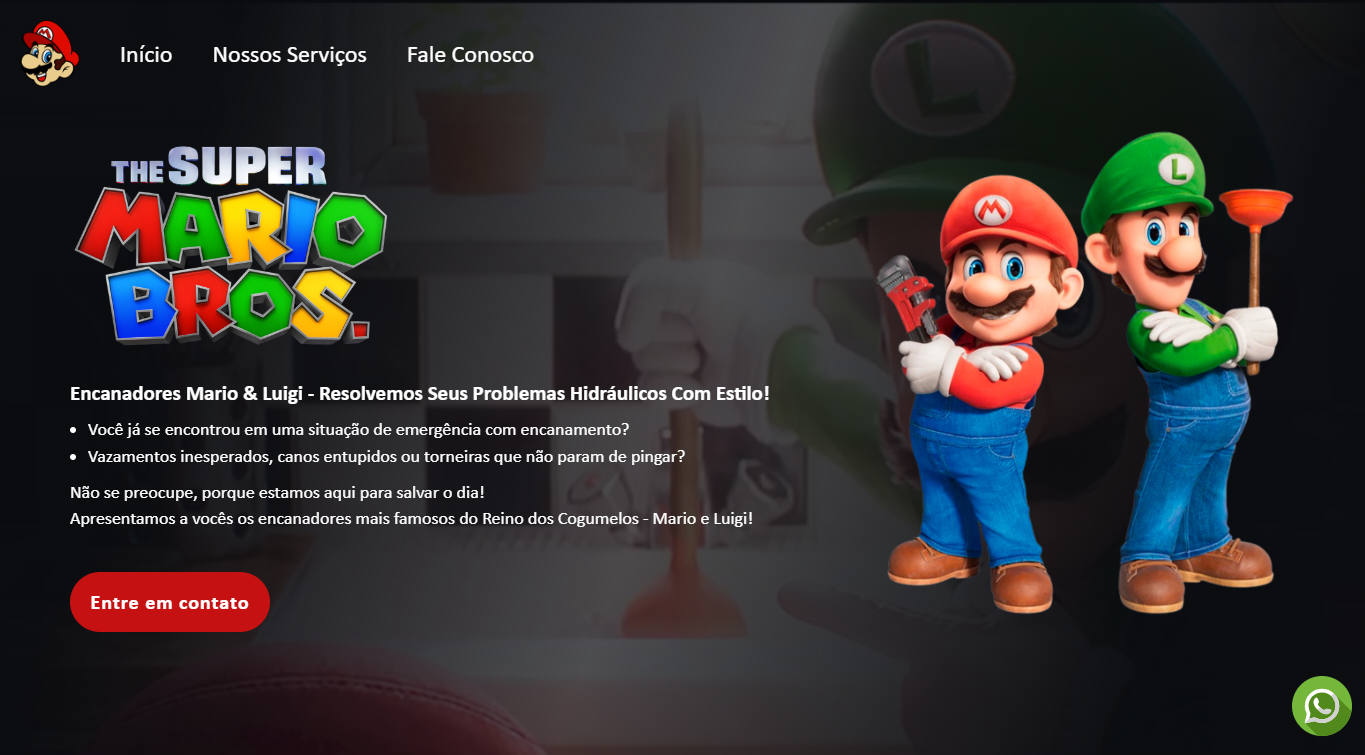 Início Nossos Serviços Fale Conosco
THE SUPER
MARIO
BROS.
Encanadores Mario & Luigi - Resolvemos Seus Problemas Hidráulicos Com Estilo!
• Você já se encontrou em uma situação de emergência com encanamento?
• Vazamentos inesperados, canos entupidos ou torneiras que não param de pingar?
Não se preocupe, porque estamos aqui para salvar o dia!
Apresentamos a vocês os encanadores mais famosos do Reino dos Cogumelos - Mario e Luigi!
Entre em contato
M
L
L
M